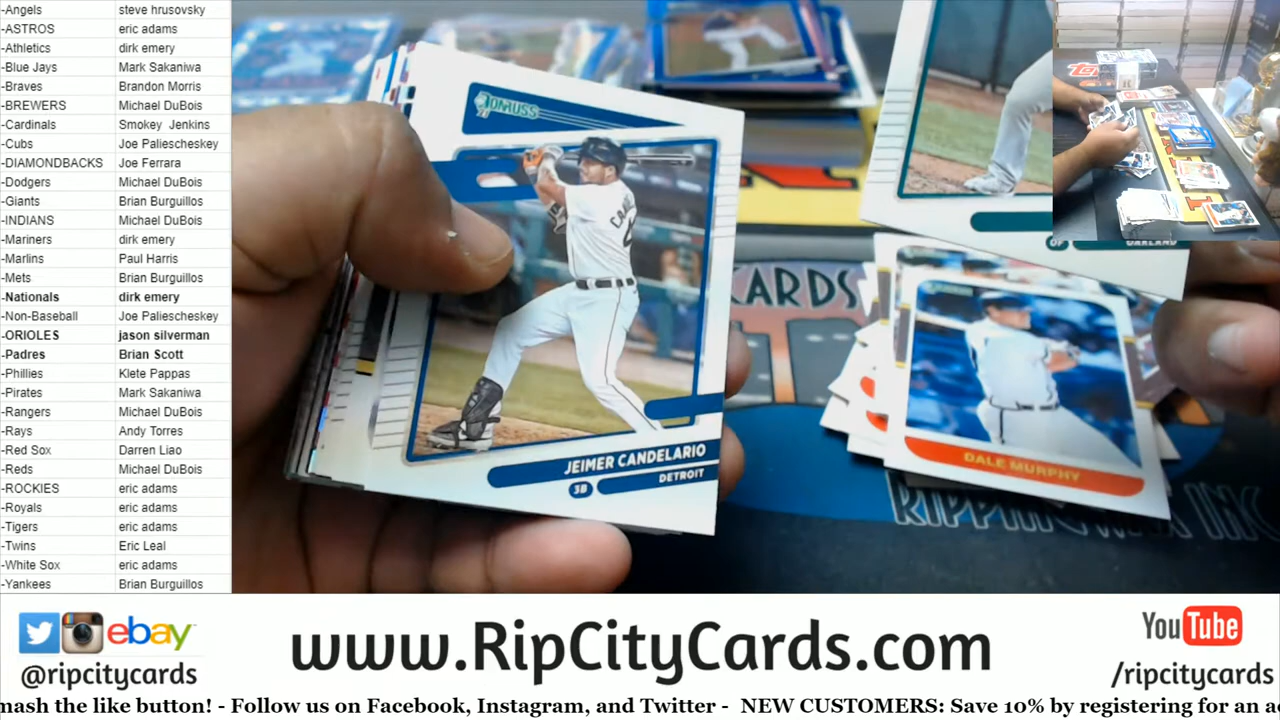 -Angels steve hrusovsky
-ASTROS eric adams
-Athletics dirk emery
-Blue Jays Mark Sakaniwa
-Braves Brandon Morris
-BREWERS Michael DuBois
-Cardinals Smokey Jenkins
-Cubs Joe Paliescheskey
-DIAMONDBACKS Joe Ferrara
-Dodgers Michael DuBois
-Giants Brian Burguillos
-INDIANS Michael DuBois
-Mariners dirk emery
-Marlins Paul Harris
-Mets Brian Burguillos
-Nationals dirk emery
-Non-Baseball Joe Paliescheskey
-ORIOLES jason silverman
-Padres Brian Scott
-Phillies Klete Pappas
-Pirates Mark Sakaniwa
-Rangers Michael DuBois
-Rays Andy Torres
-Red Sox Darren Liao
-Reds Michael DuBois
-ROCKIES eric adams
-Royals eric adams
-Tigers eric adams
-Twins Eric Leal
-White Sox eric adams
-Yankees Brian Burguillos
DONRUSS
JEIMER CANDELARIO
3B DETROIT
OF OAKLAND
CARDS
DALE MURPHY
RIPPINGWAX INC
ebay
@ripcitycards
www.RipCityCards.com
YouTube
/ripcitycards
mash the like button! - Follow us on Facebook, Instagram, and Twitter - NEW CUSTOMERS: Save 10% by registering for an a